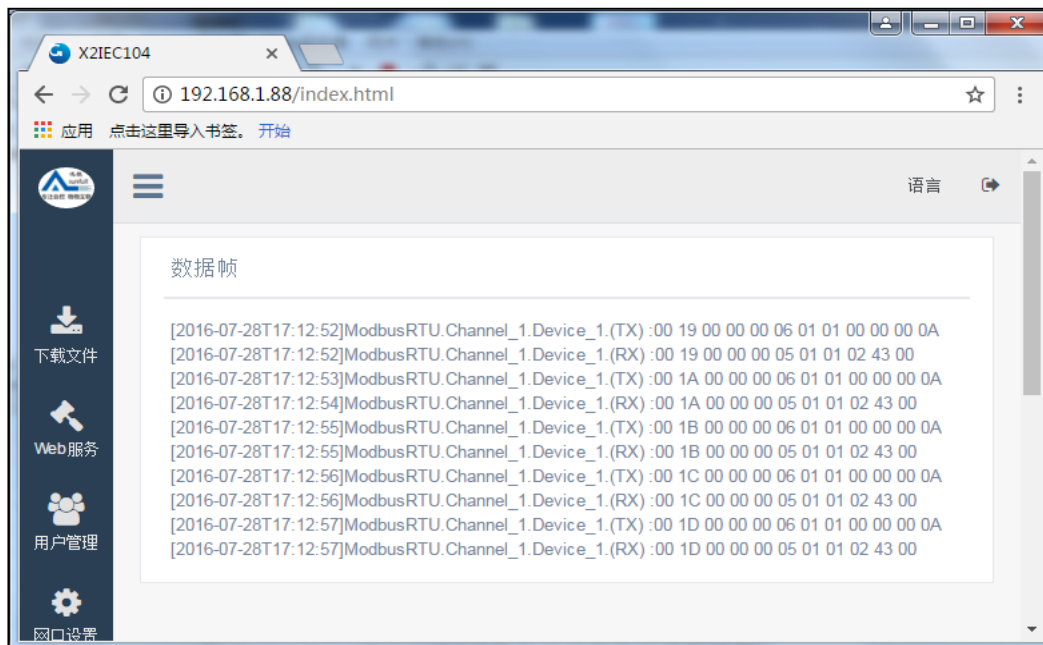 X2IEC104
192.168.1.88/index.html
应用 点击这里导入书签。 开始
语言
数据帧
[2016-07-28T17:12:52]ModbusRTU.Channel_1.Device_1.(TX) :00 19 00 00 00 06 01 01 00 00 00 0A
[2016-07-28T17:12:52]ModbusRTU.Channel_1.Device_1.(RX) :00 19 00 00 00 05 01 01 02 43 00
[2016-07-28T17:12:53]ModbusRTU.Channel_1.Device_1.(TX) :00 1A 00 00 00 06 01 01 00 00 00 0A
[2016-07-28T17:12:54]ModbusRTU.Channel_1.Device_1.(RX) :00 1A 00 00 00 05 01 01 02 43 00
[2016-07-28T17:12:55]ModbusRTU.Channel_1.Device_1.(TX) :00 1B 00 00 00 06 01 01 00 00 00 0A
[2016-07-28T17:12:55]ModbusRTU.Channel_1.Device_1.(RX) :00 1B 00 00 00 05 01 01 02 43 00
[2016-07-28T17:12:56]ModbusRTU.Channel_1.Device_1.(TX) :00 1C 00 00 00 06 01 01 00 00 00 0A
[2016-07-28T17:12:56]ModbusRTU.Channel_1.Device_1.(RX) :00 1C 00 00 00 05 01 01 02 43 00
[2016-07-28T17:12:57]ModbusRTU.Channel_1.Device_1.(TX) :00 1D 00 00 00 06 01 01 00 00 00 0A
[2016-07-28T17:12:57]ModbusRTU.Channel_1.Device_1.(RX) :00 1D 00 00 00 05 01 01 02 43 00
下载文件
Web服务
用户管理
网口设置